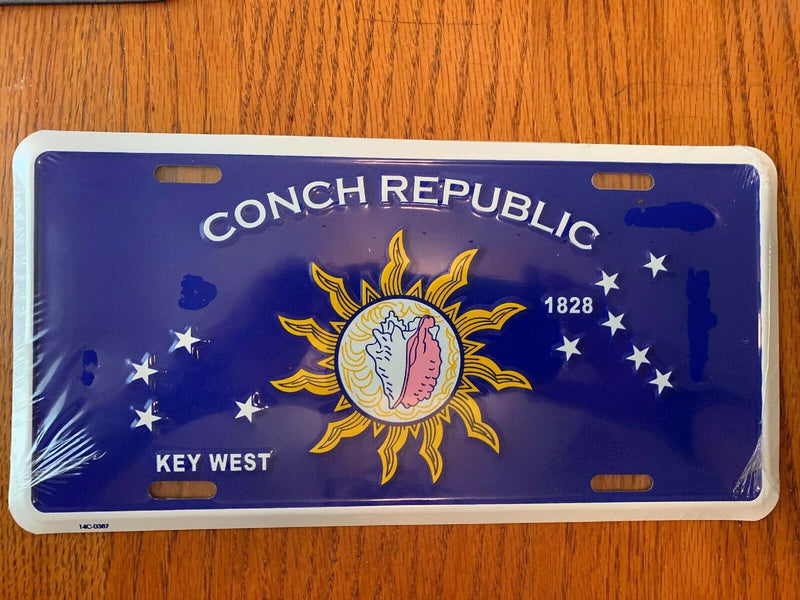 CONCH REPUBLIC
1828
KEY WEST
14C-0387